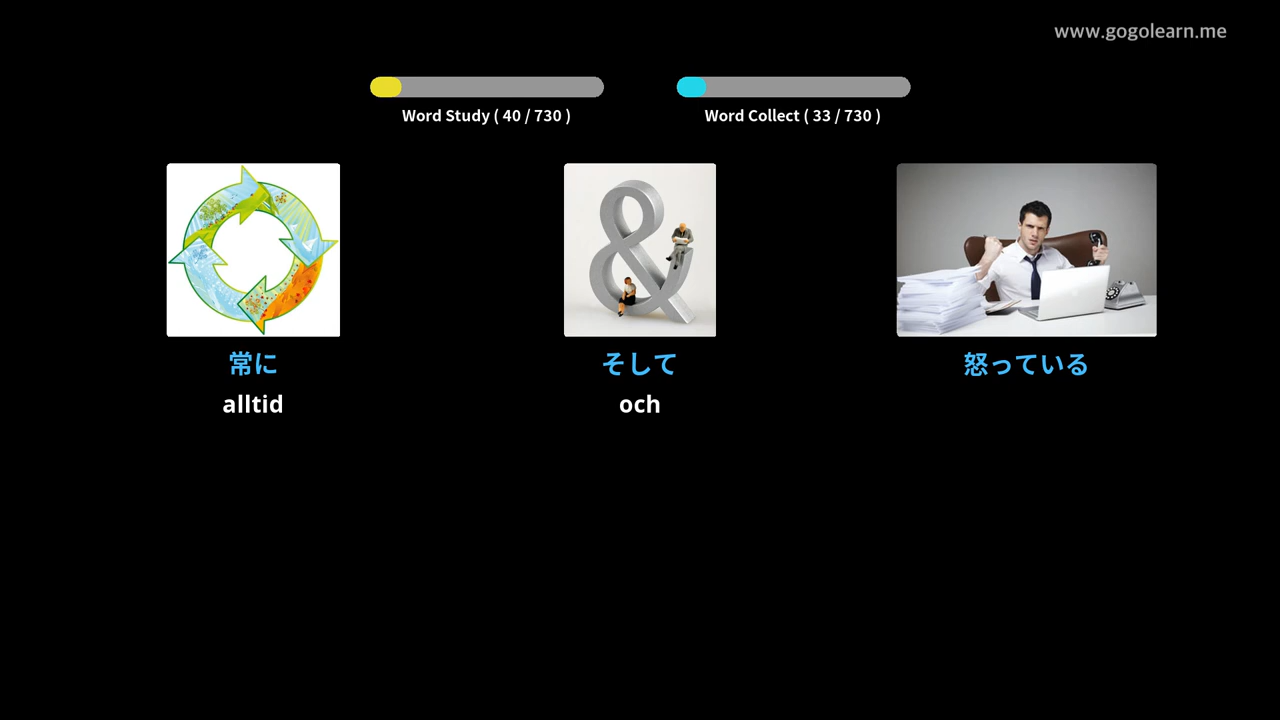 www.gogolearn.me
Word Study ( 40 / 730 )
Word Collect ( 33 / 730 )
常に
alltid
そして
och
怒っている